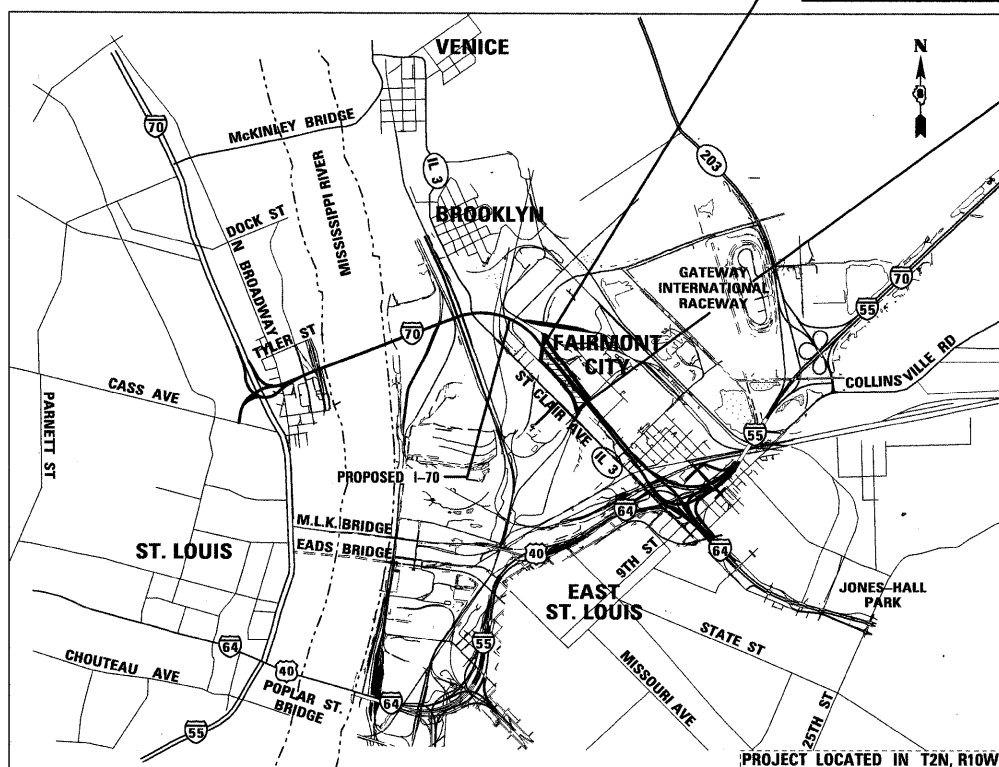 VENICE
N
70
McKINLEY BRIDGE
203
IL 3
MISSISSIPPI RIVER
DOCK ST
BROOKLYN
N BROADWAY
GATEWAY
INTERNATIONAL
RACEWAY
70
55
TYLER ST
70
FAIRMONT
CITY
COLLINSVILLE RD
CASS AVE
ST CLAIR AVE
IL 3
PARNETT ST
55
PROPOSED I-70
64
M.L.K. BRIDGE
EADS BRIDGE
ST. LOUIS
40
9TH ST
64
EAST
ST. LOUIS
JONES-HALL
PARK
STATE ST
64
CHOUTEAU AVE
40
POPLAR ST.
BRIDGE
55
MISSOURI AVE
64
25TH ST
55
PROJECT LOCATED IN T2N, R10W